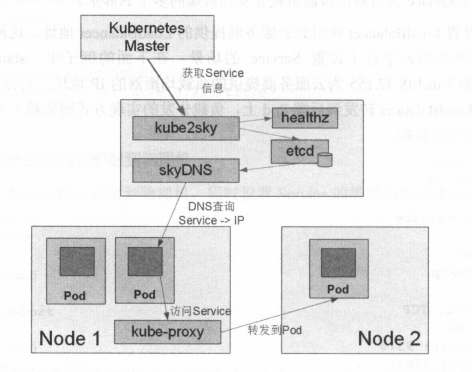 Kubernetes
Master
获取Service
信息
kube2sky
healthz
etcd
skyDNS
DNS查询
Service -> IP
Pod
Pod
Pod
访问Service
kube-proxy
转发到Pod
Node 1
Node 2